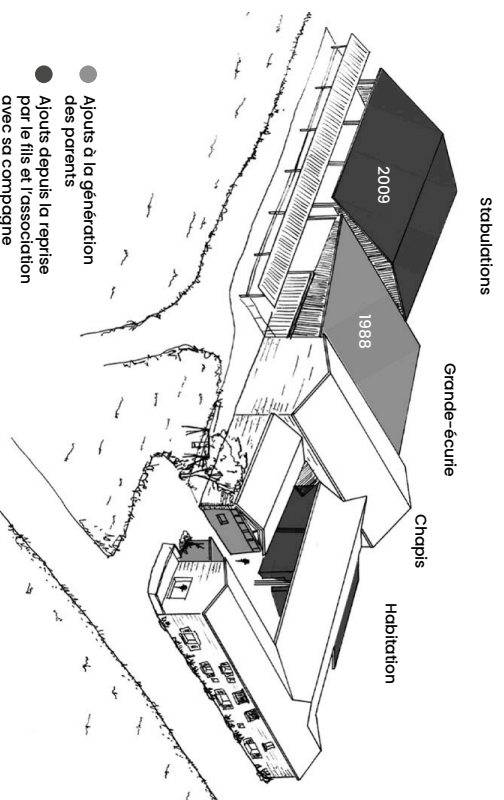 Stabulations
Grande-écurie
Chapis
Habitation
2009
1988
Ajouts à la génération
des parents
Ajouts depuis la reprise
par le fils et l'association
avec sa compagne